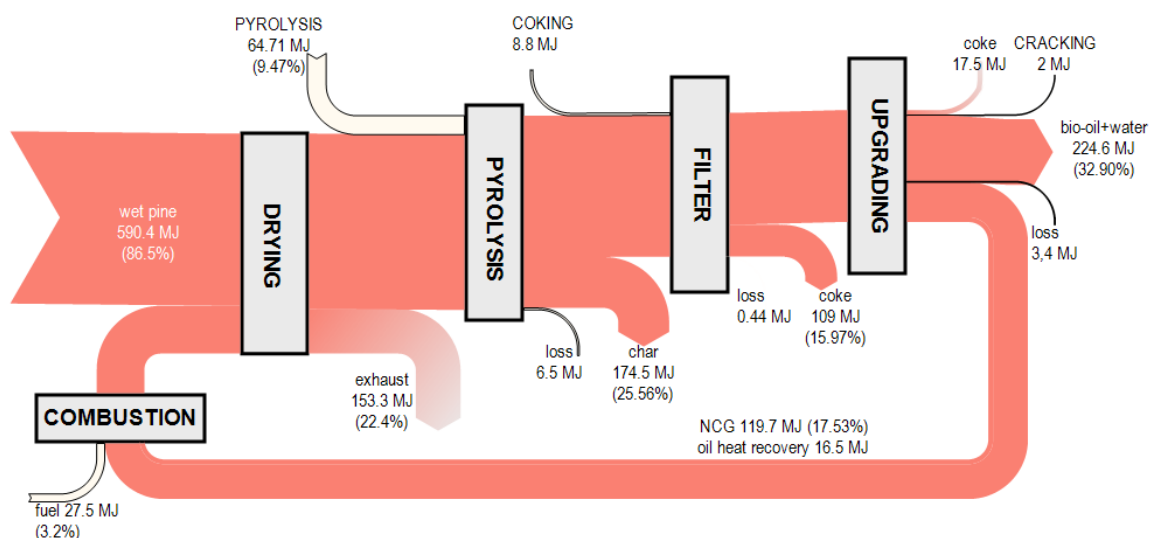 PYROLYSIS
64.71 MJ
(9.47%)
COKING
8.8 MJ
coke
17.5 MJ
CRACKING
2 MJ
bio-oil+water
224.6 MJ
(32.90%)
wet pine
590.4 MJ
(86.5%)
DRYING
PYROLYSIS
FILTER
UPGRADING
loss
3,4 MJ
loss
0.44 MJ
coke
109 MJ
(15.97%)
loss
6.5 MJ
char
174.5 MJ
(25.56%)
exhaust
153.3 MJ
(22.4%)
COMBUSTION
NCG 119.7 MJ (17.53%)
oil heat recovery 16.5 MJ
fuel 27.5 MJ
(3.2%)